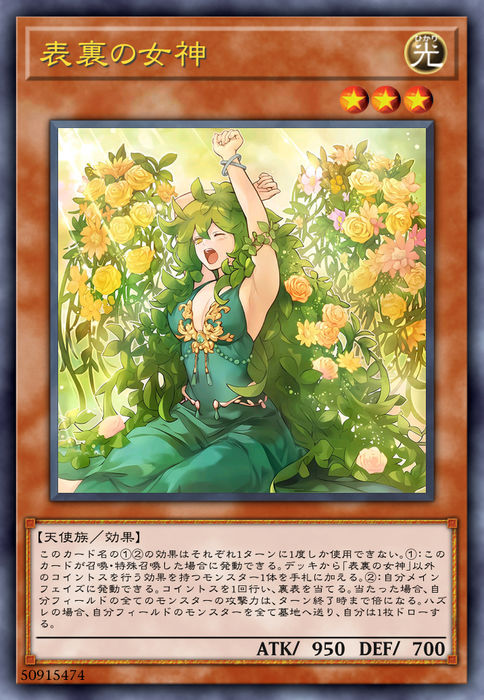 表裏の女神
ひかり
光
【天使族／効果】
このカード名の①②の効果はそれぞれ1ターンに1度しか使用できない。①：この
カードが召喚・特殊召喚した場合に発動できる。デッキから「表裏の女神」以外
のコイントスを行う効果を持つモンスター1体を手札に加える。②：自分メイン
フェイズに発動できる。コイントスを1回行い、裏表を当てる。当たった場合、自
分フィールドの全てのモンスターの攻撃力は、ターン終了時まで倍になる。ハズ
レの場合、自分フィールドのモンスターを全て墓地へ送り、自分は1枚ドローす
る。
ATK/ 950 DEF/ 700
50915474